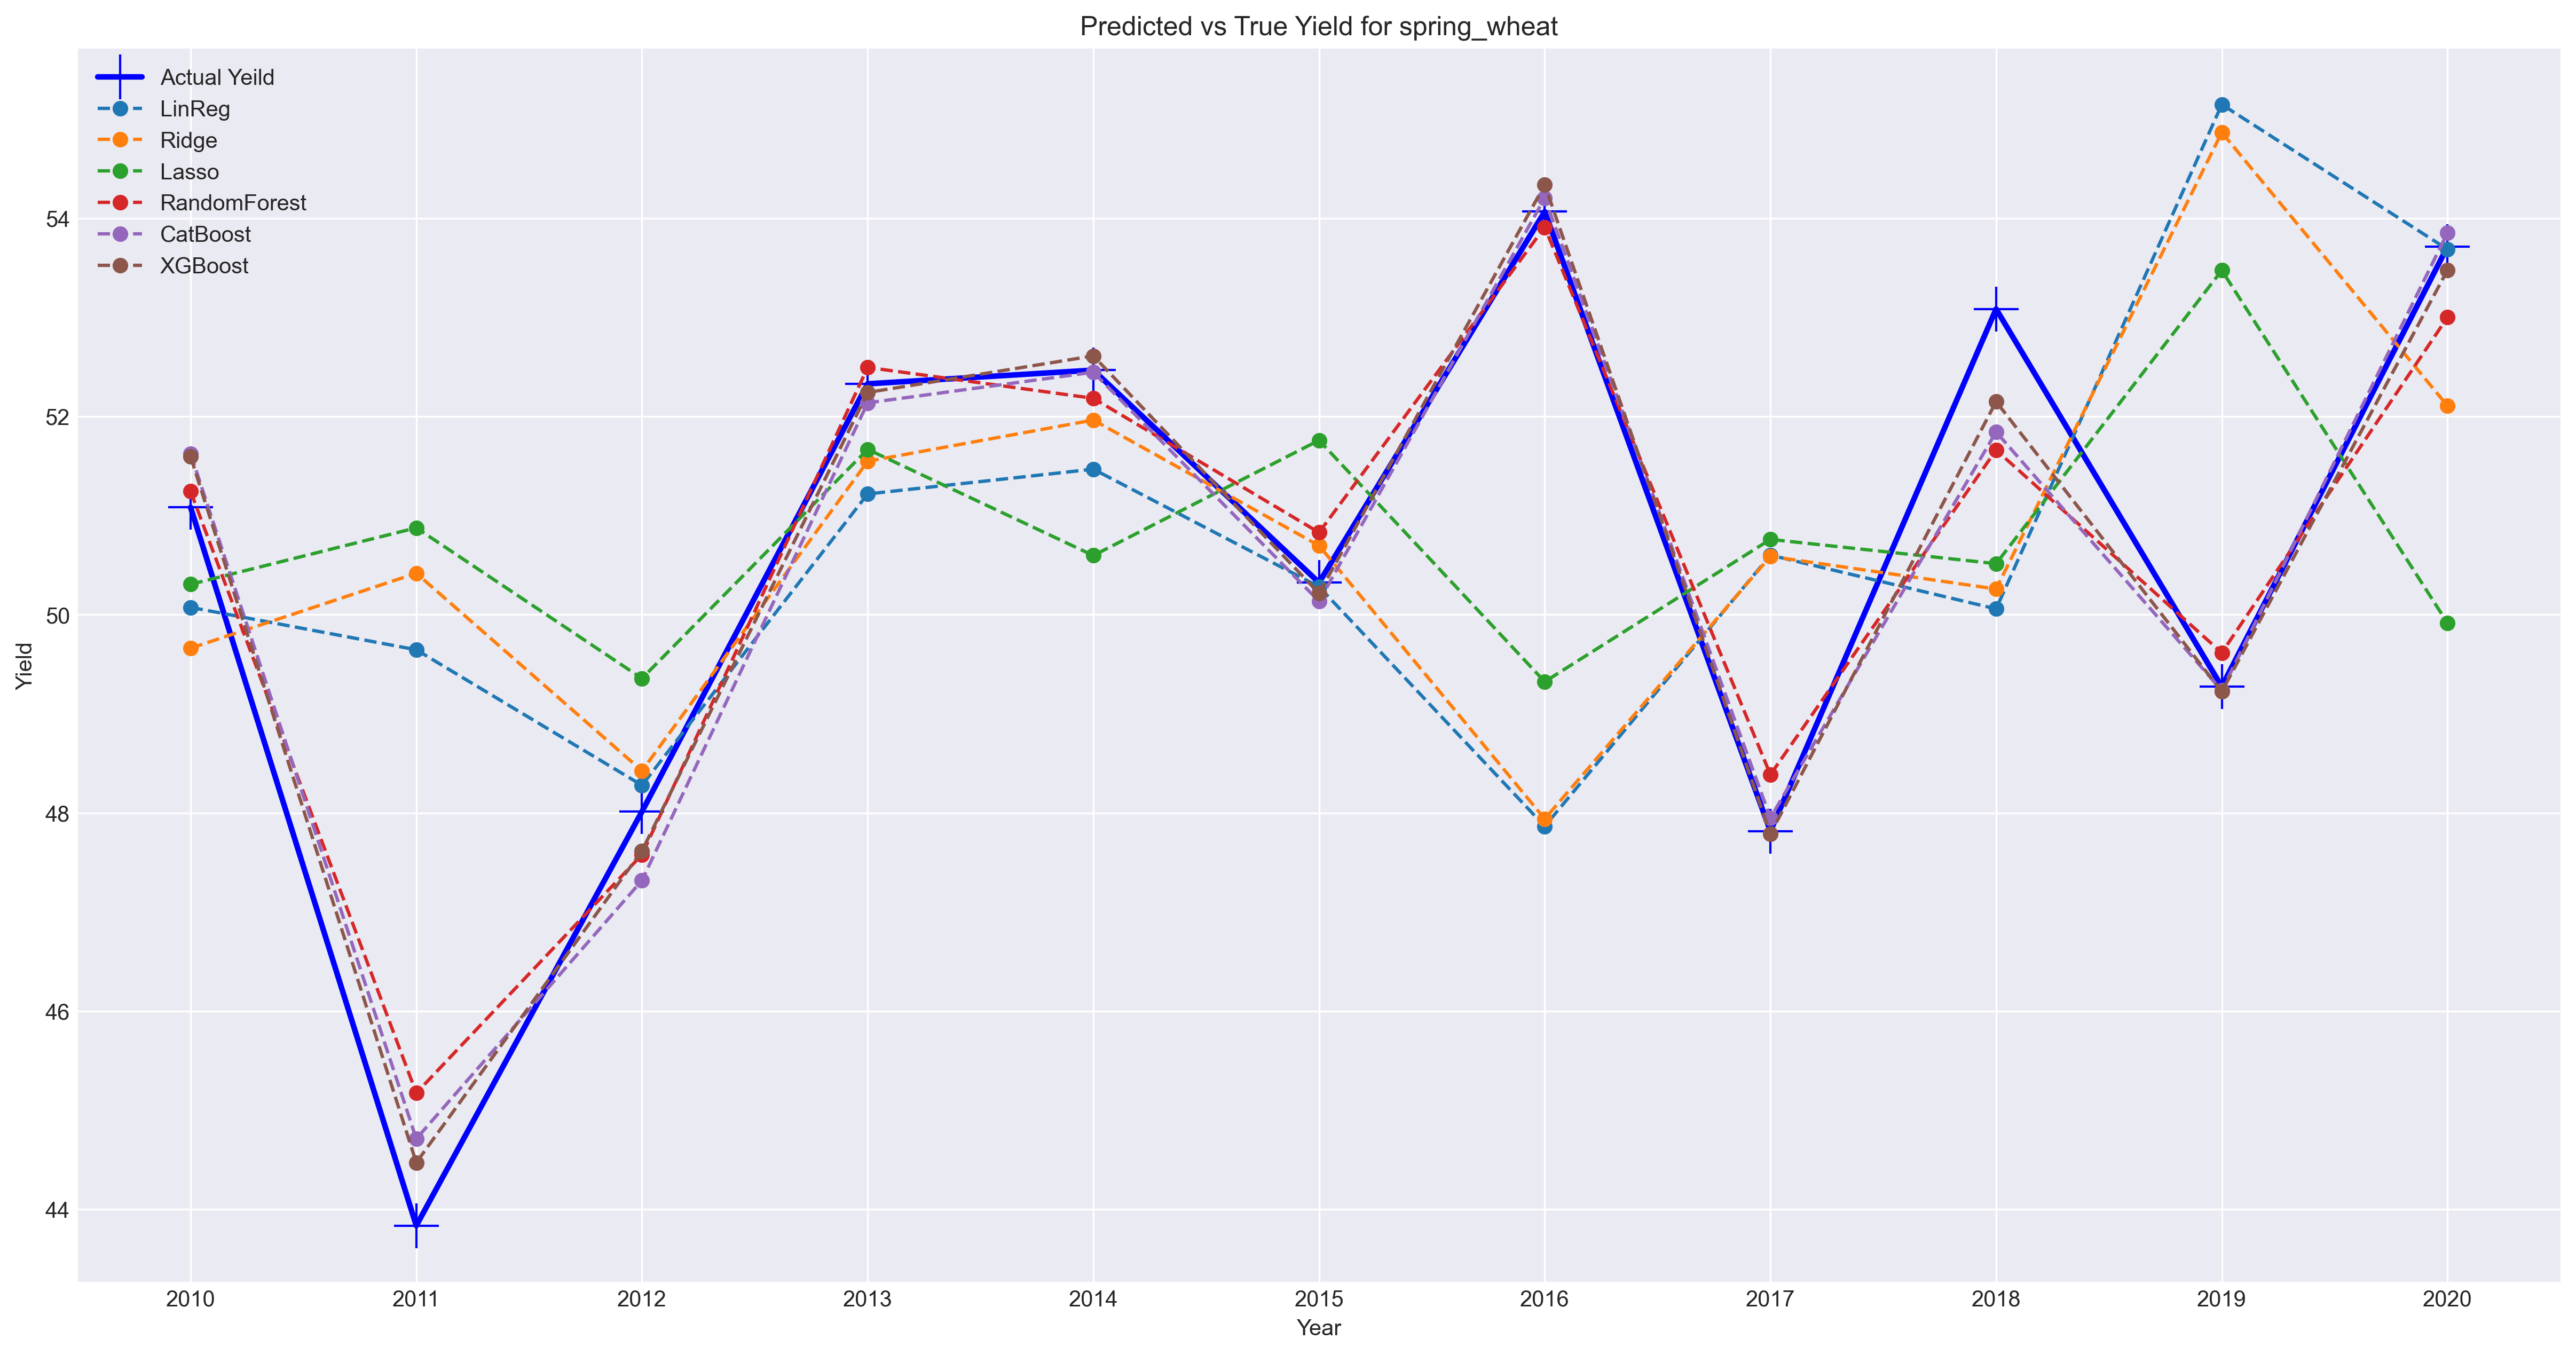 Predicted vs True Yield for spring_wheat
Actual Yeild
LinReg
Ridge
Lasso
RandomForest
CatBoost
XGBoost
54
52
50
48
46
44
Yield
2010 2011 2012 2013 2014 2015 2016 2017 2018 2019 2020
Year